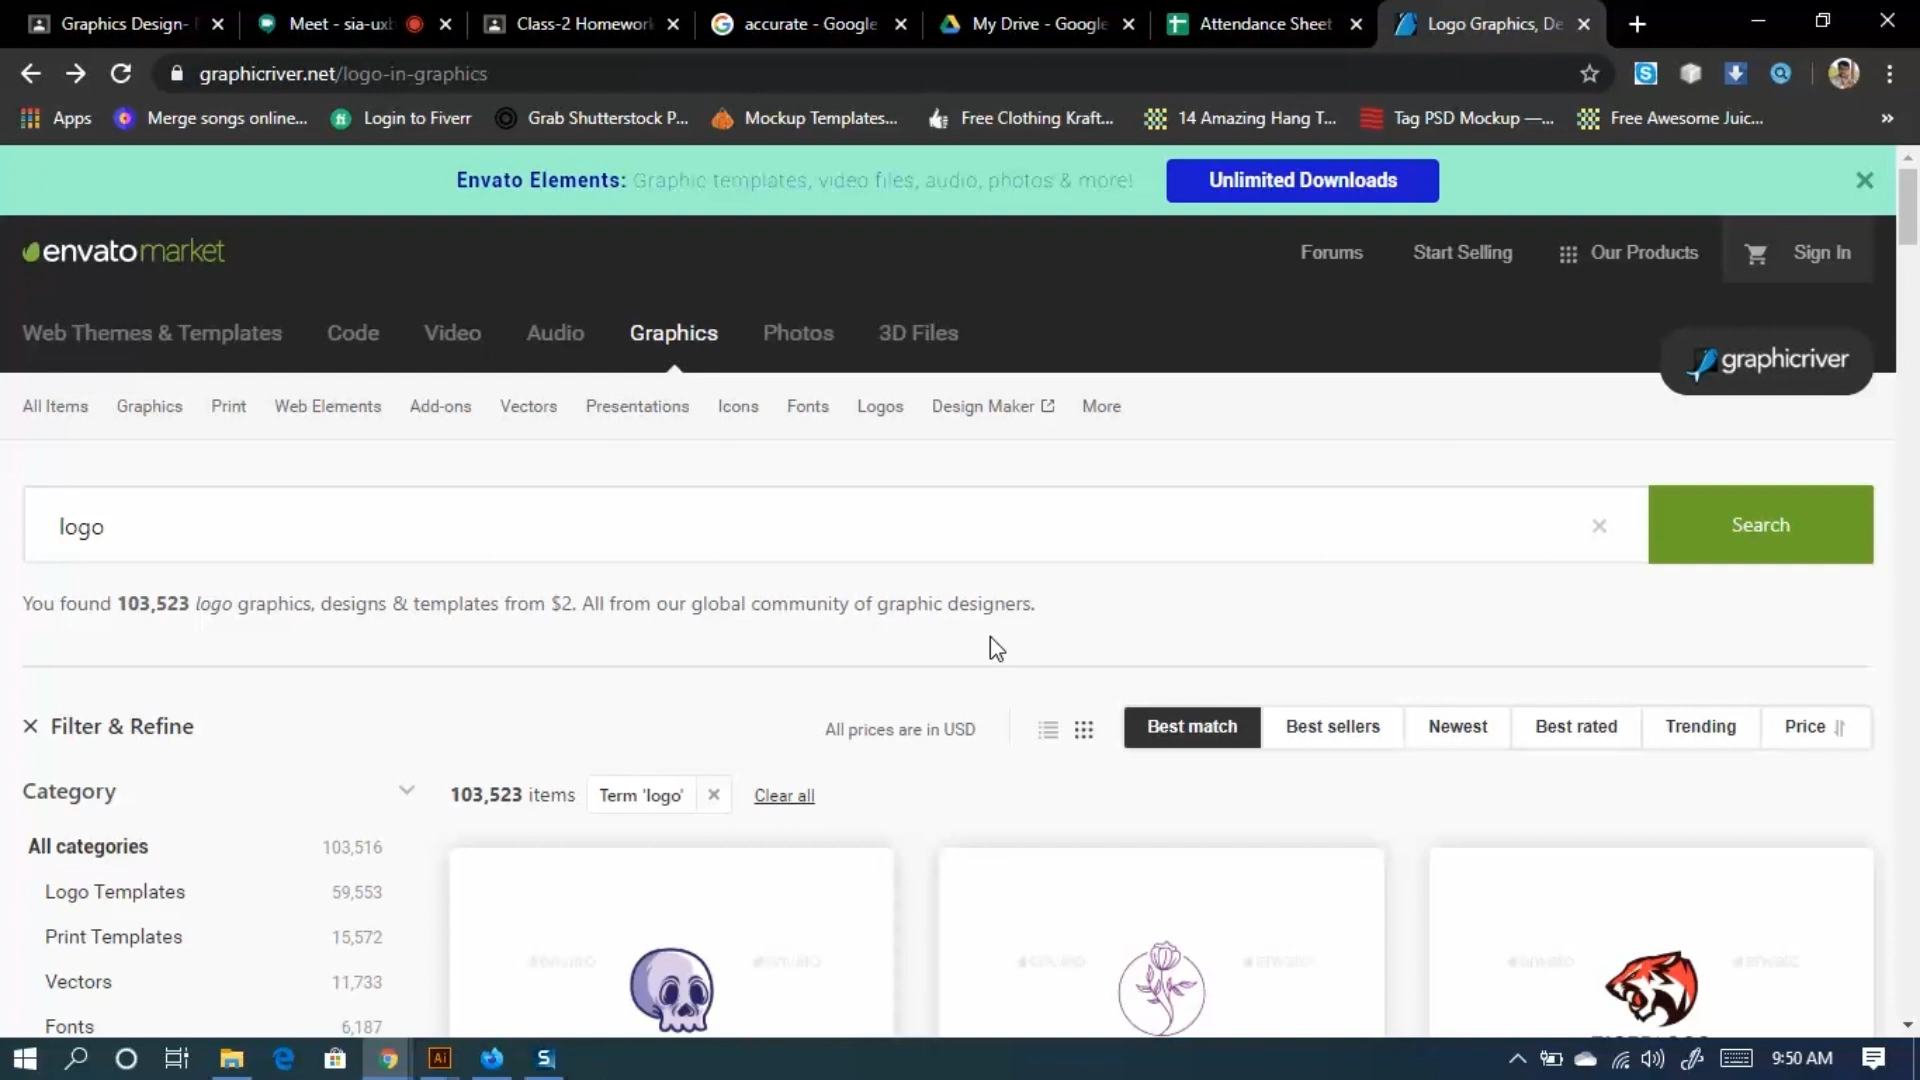 Graphics Design-
Meet - sia-uxb
Class-2 Homework
accurate - Google
My Drive - Google
Attendance Sheet
Logo Graphics, De
graphicriver.net/logo-in-graphics
Apps
Merge songs online...
Login to Fiverr
Grab Shutterstock P...
Mockup Templates...
Free Clothing Kraft...
14 Amazing Hang T...
Tag PSD Mockup —...
Free Awesome Juic...
Envato Elements: Graphic templates, video files, audio, photos & more!
Unlimited Downloads
envatomarket
Forums
Start Selling
Our Products
Sign In
Web Themes & Templates
Code
Video
Audio
Graphics
Photos
3D Files
graphicriver
All Items
Graphics
Print
Web Elements
Add-ons
Vectors
Presentations
Icons
Fonts
Logos
Design Maker
More
logo
Search
You found 103,523 logo graphics, designs & templates from $2. All from our global community of graphic designers.
Filter & Refine
All prices are in USD
Best match
Best sellers
Newest
Best rated
Trending
Price
Category
103,523 items
Term 'logo'
Clear all
All categories 103,516
Logo Templates 59,553
Print Templates 15,572
Vectors 11,733
Fonts 6,187
9:50 AM